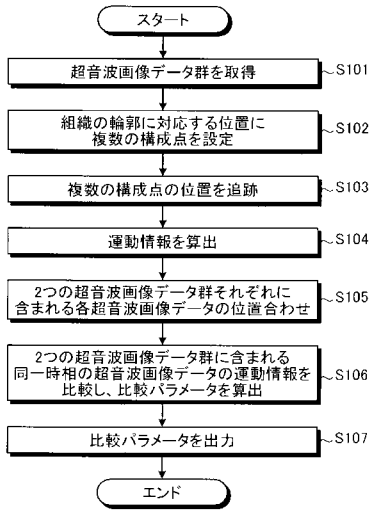 スタート
超音波画像データ群を取得
S101
組織の輪郭に対応する位置に
複数の構成点を設定
S102
複数の構成点の位置を追跡
S103
運動情報を算出
S104
2つの超音波画像データ群それぞれに
含まれる各超音波画像データの位置合わせ
S105
2つの超音波画像データ群に含まれる
同一時相の超音波画像データの運動情報を
比較し、比較パラメータを算出
S106
比較パラメータを出力
S107
エンド